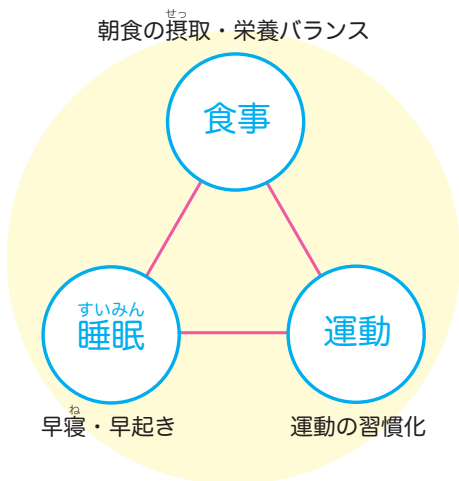 朝食の摂取・栄養バランス
せっ
食事
すいみん
睡眠
運動
ね
早寝・早起き
運動の習慣化